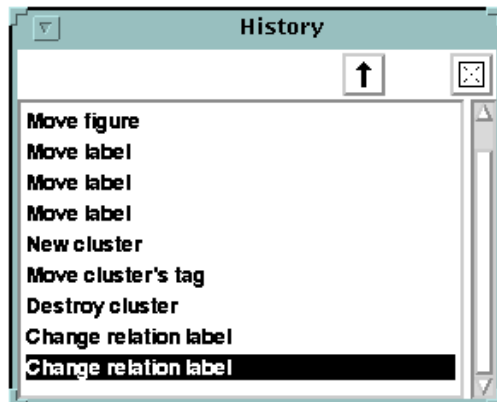 History
Move figure
Move label
Move label
Move label
New cluster
Move cluster's tag
Destroy cluster
Change relation label
Change relation label